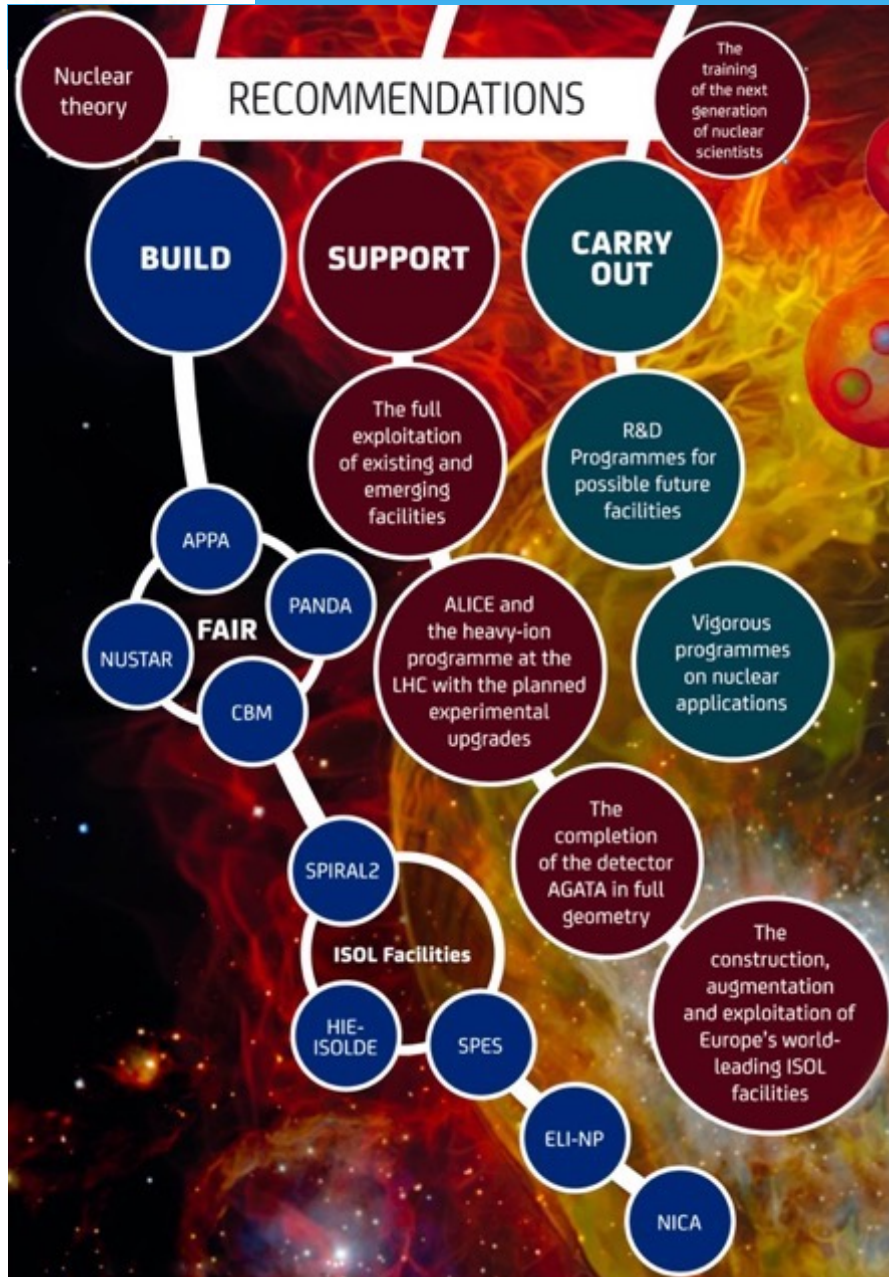 Nuclear
theory
RECOMMENDATIONS
The
training
of the next
generation
of nuclear
scientists
BUILD
SUPPORT
CARRY
OUT
The full
exploitation
of existing and
emerging
facilities
R&D
Programmes for
possible future
facilities
APPA
PANDA
FAIR
NUSTAR
CBM
ALICE and
the heavy-ion
programme at the
LHC with the planned
experimental
upgrades
Vigorous
programmes
on nuclear
applications
The
completion
of the detector
AGATA in full
geometry
SPIRAL2
ISOL Facilities
HIE-
ISOLDE
SPES
The
construction,
augmentation
and exploitation of
Europe's world-
leading ISOL
facilities
ELI-NP
NICA